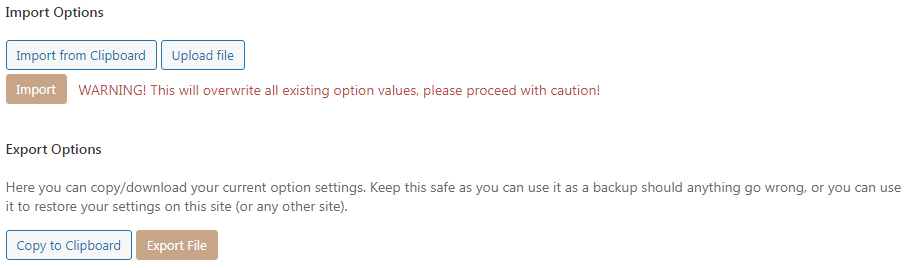 Import Options
Import from Clipboard Upload file
Import WARNING! This will overwrite all existing option values, please proceed with caution!
Export Options
Here you can copy/download your current option settings. Keep this safe as you can use it as a backup should anything go wrong, or you can use
it to restore your settings on this site (or any other site).
Copy to Clipboard Export File